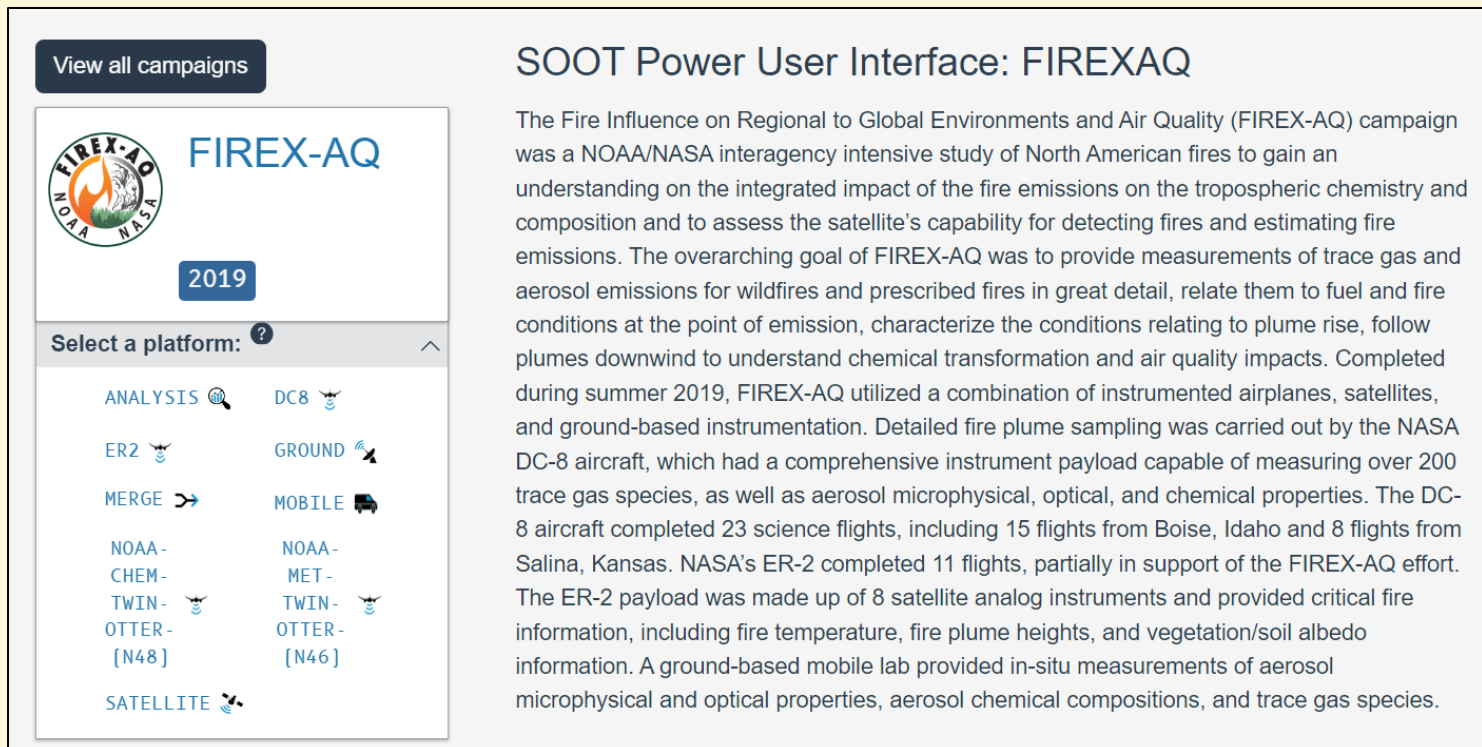 View all campaigns
FIREX-AQ
NOAA NASA
FIREX-AQ
2019
Select a platform: ?
ANALYSIS
DC8
ER2
GROUND
MERGE
MOBILE
NOAA-
CHEM-
TWIN-
OTTER-
[N48]
NOAA-
MET-
TWIN-
OTTER-
[N46]
SATELLITE
SOOT Power User Interface: FIREXAQ
The Fire Influence on Regional to Global Environments and Air Quality (FIREX-AQ) campaign
was a NOAA/NASA interagency intensive study of North American fires to gain an
understanding on the integrated impact of the fire emissions on the tropospheric chemistry and
composition and to assess the satellite's capability for detecting fires and estimating fire
emissions. The overarching goal of FIREX-AQ was to provide measurements of trace gas and
aerosol emissions for wildfires and prescribed fires in great detail, relate them to fuel and fire
conditions at the point of emission, characterize the conditions relating to plume rise, follow
plumes downwind to understand chemical transformation and air quality impacts. Completed
during summer 2019, FIREX-AQ utilized a combination of instrumented airplanes, satellites,
and ground-based instrumentation. Detailed fire plume sampling was carried out by the NASA
DC-8 aircraft, which had a comprehensive instrument payload capable of measuring over 200
trace gas species, as well as aerosol microphysical, optical, and chemical properties. The DC-
8 aircraft completed 23 science flights, including 15 flights from Boise, Idaho and 8 flights from
Salina, Kansas. NASA's ER-2 completed 11 flights, partially in support of the FIREX-AQ effort.
The ER-2 payload was made up of 8 satellite analog instruments and provided critical fire
information, including fire temperature, fire plume heights, and vegetation/soil albedo
information. A ground-based mobile lab provided in-situ measurements of aerosol
microphysical and optical properties, aerosol chemical compositions, and trace gas species.